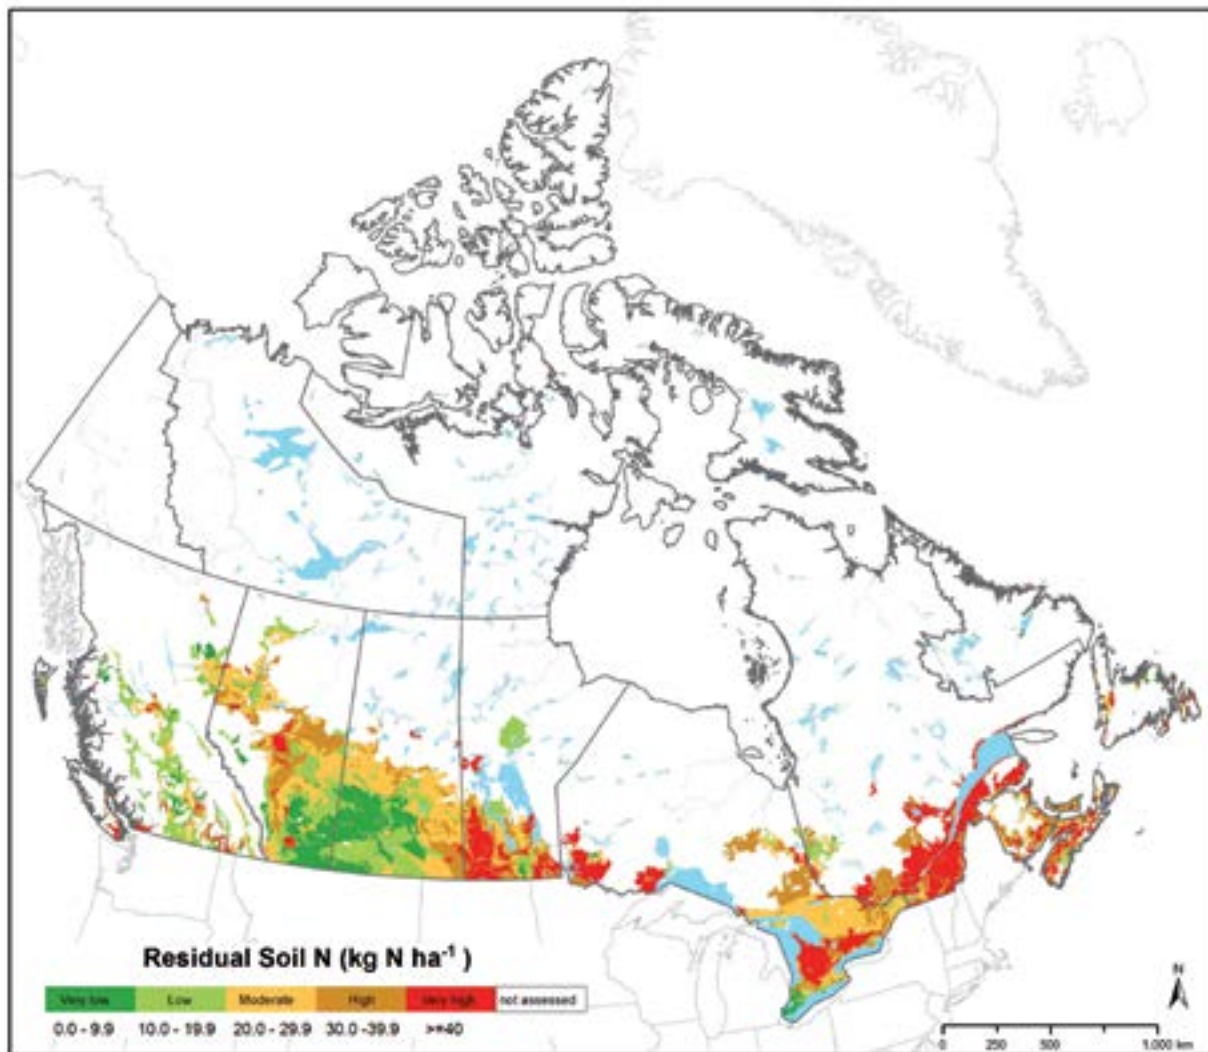 Residual Soil N (kg N ha⁻¹ )
Very low Low Moderate High Very high not assessed
0.0 - 9.9 10.0 - 19.9 20.0 - 29.9 30.0 -39.9 >=40
N
0 250 500 1,000 km